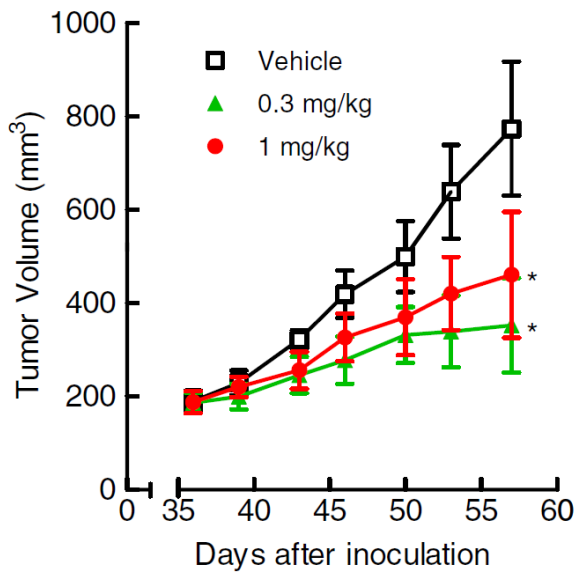 1000
800
600
400
200
0
Tumor Volume (mm³)
Vehicle
0.3 mg/kg
1 mg/kg
*
*
0 35 40 45 50 55 60
Days after inoculation